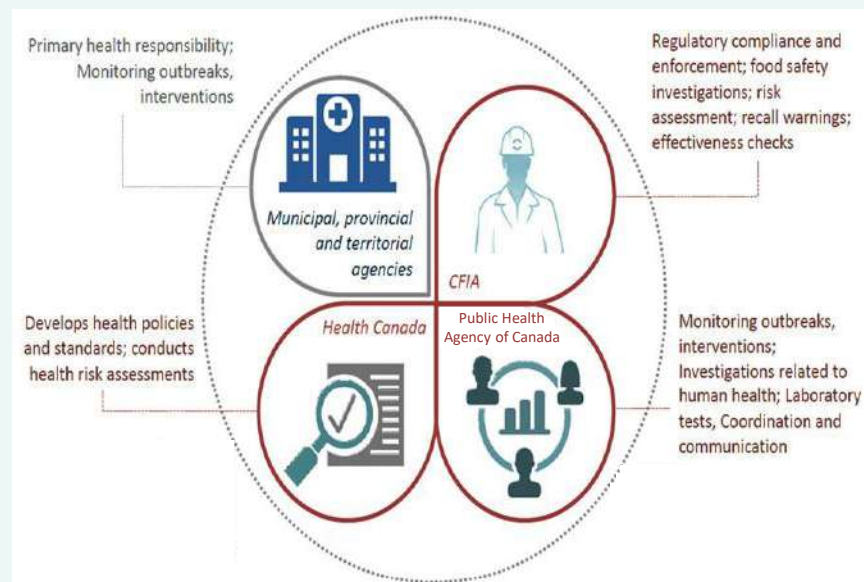 Primary health responsibility;
Monitoring outbreaks,
interventions
Municipal, provincial
and territorial
agencies
Regulatory compliance and
enforcement; food safety
investigations; risk
assessment; recall warnings;
effectiveness checks
CFIA
Develops health policies
and standards; conducts
health risk assessments
Health Canada
Public Health
Agency of Canada
Monitoring outbreaks,
interventions;
Investigations related to
human health; Laboratory
tests, Coordination and
communication